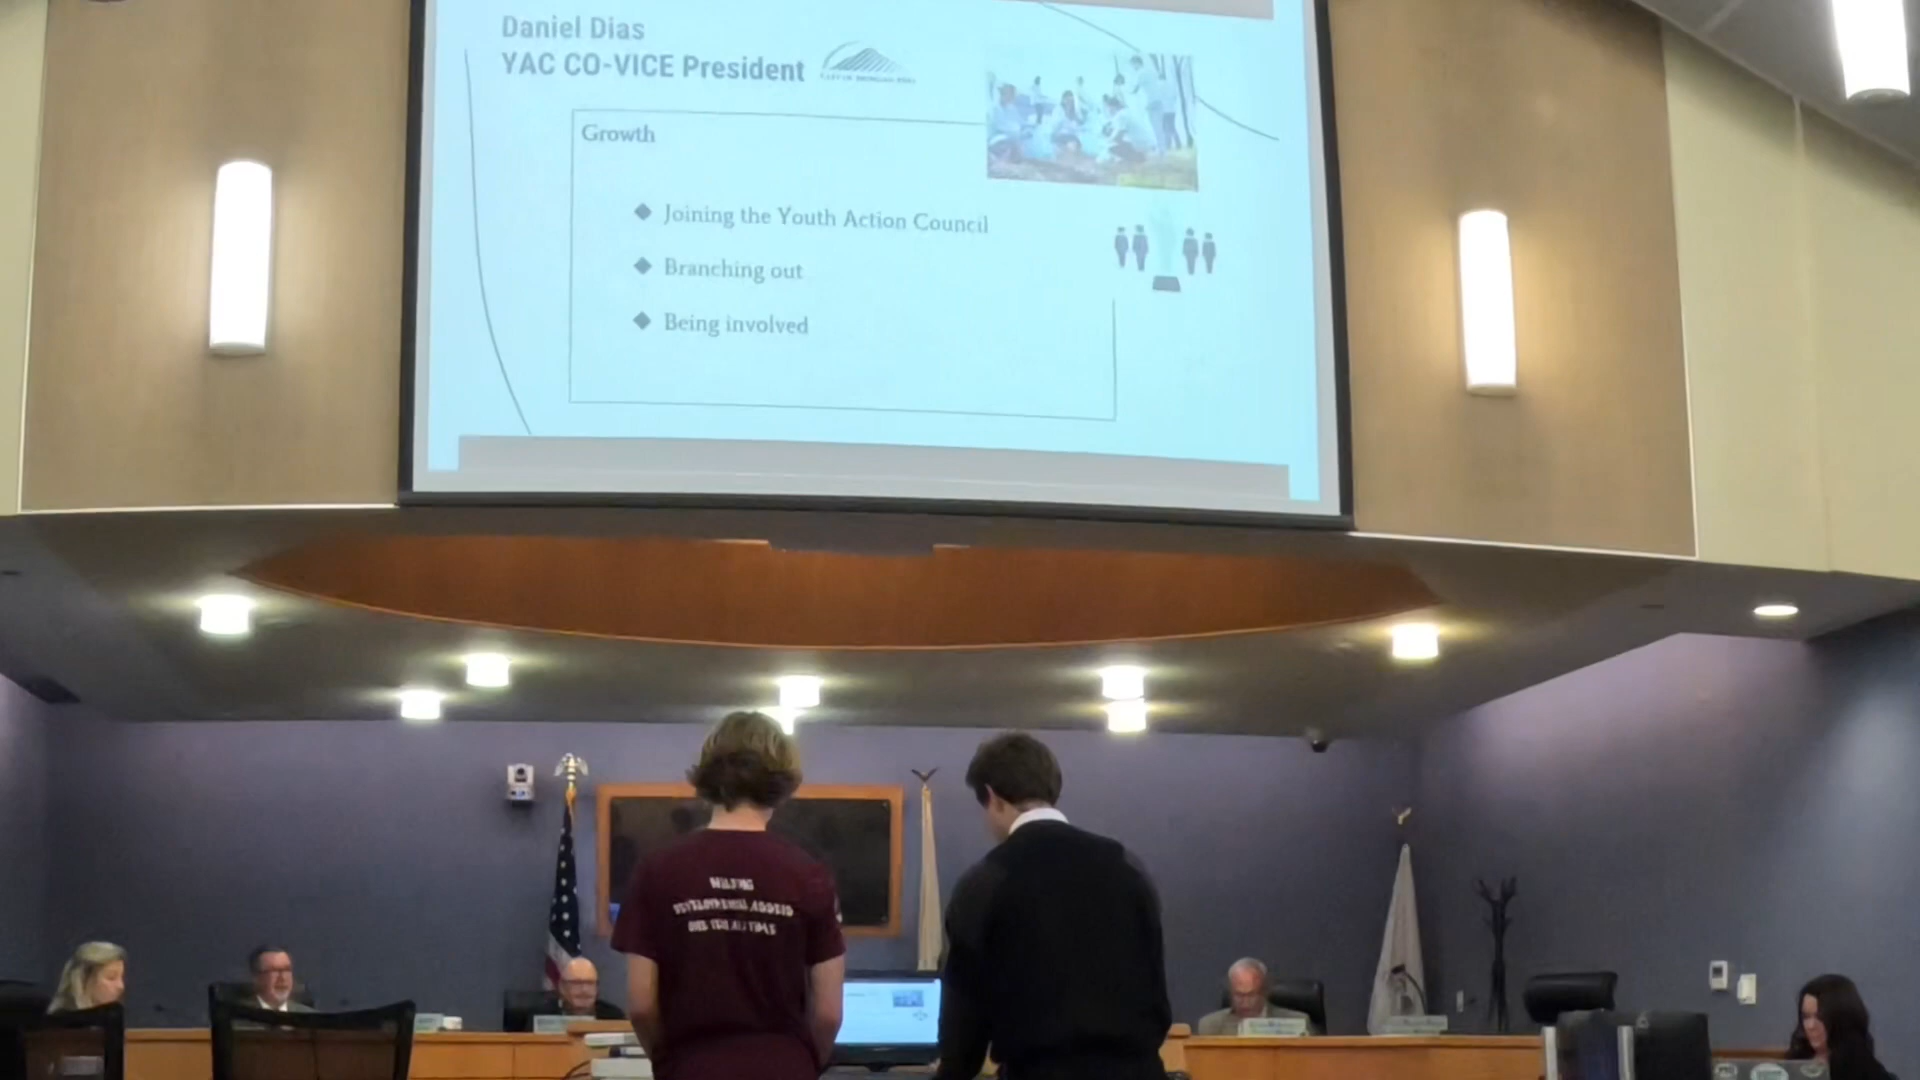 Daniel Dias
YAC CO-VICE President
Growth
Joining the Youth Action Council
Branching out
Being involved